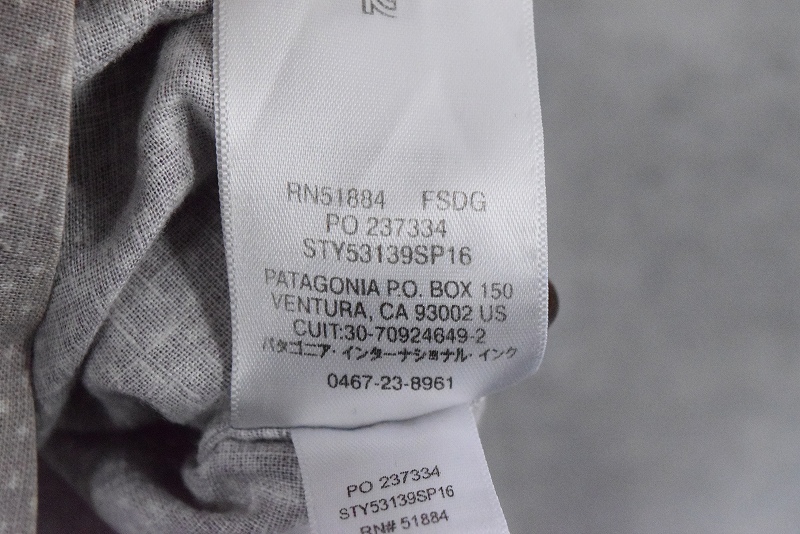 RN51884 FSDG
PO 237334
STY53139SP16
PATAGONIA P.O. BOX 150
VENTURA, CA 93002 US
CUIT:30-70924649-2
パタゴニア・インターナショナル・インク
0467-23-8961
PO 237334
STY53139SP16
RN# 51884